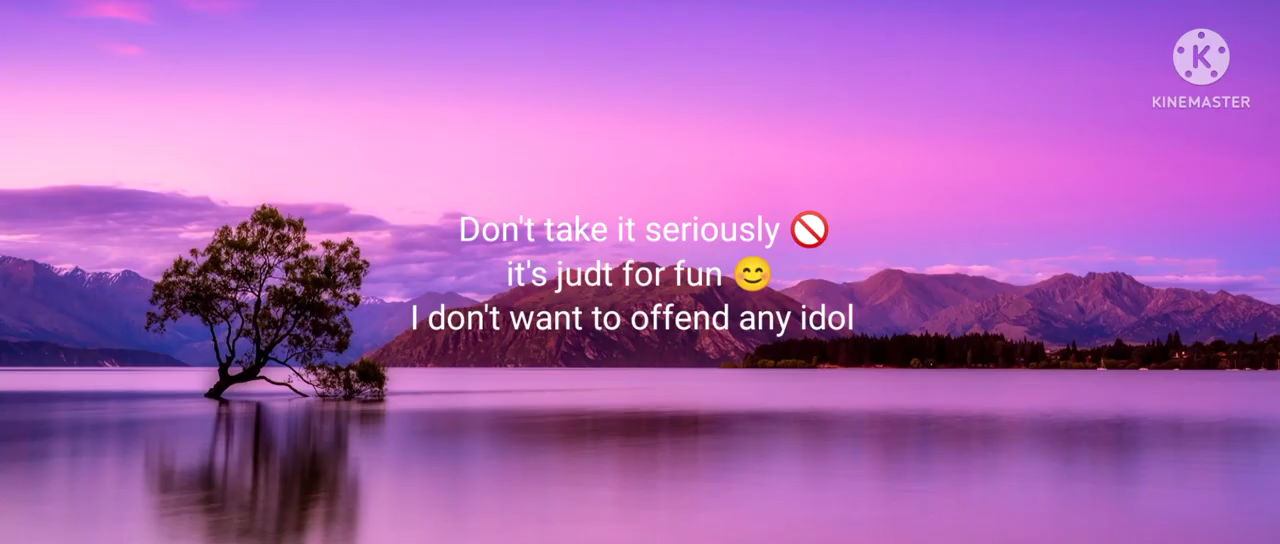 KINEMASTER
Don't take it seriously 🚫
it's judt for fun 😊
I don't want to offend any idol